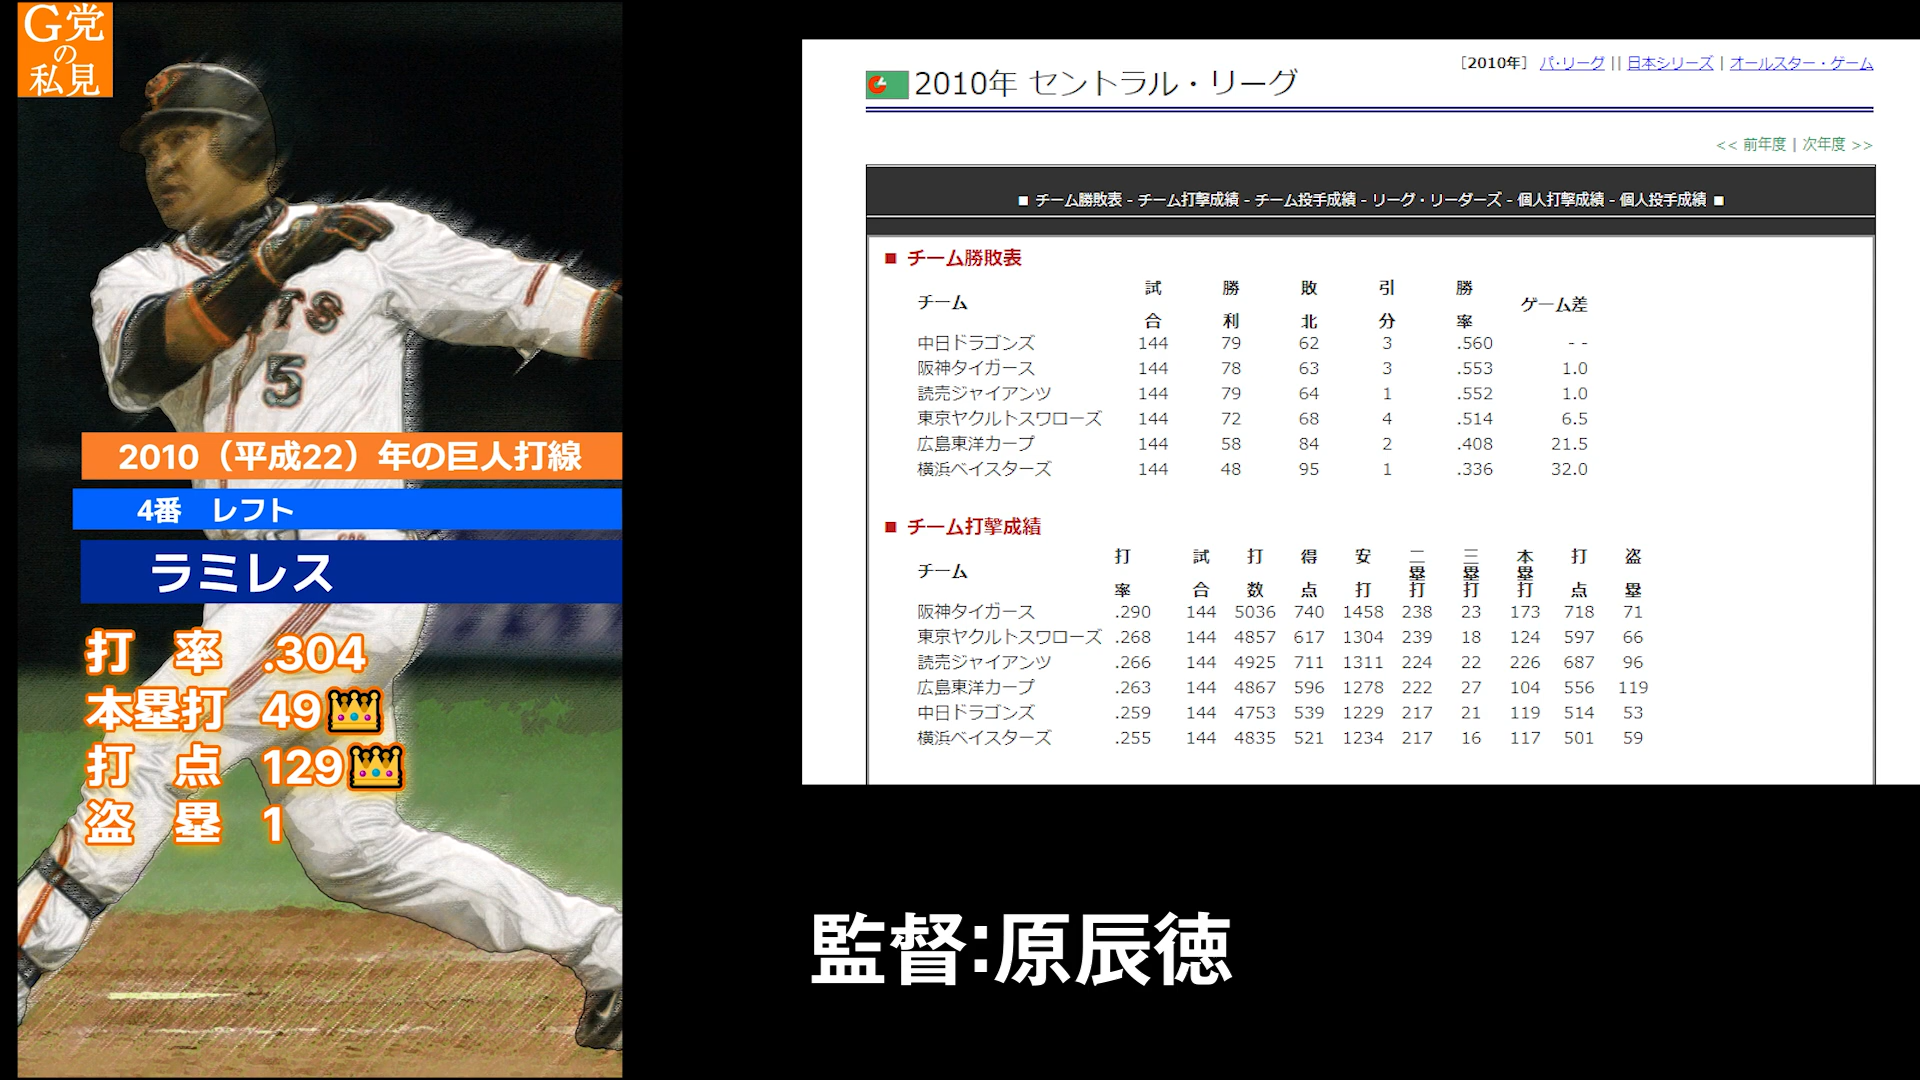 G党
の
私見
TS
5
2010（平成22）年の巨人打線
4番　レフト
ラミレス
打　率　.304
本塁打　49
打　点　129
盗　塁　1
［2010年］ パ・リーグ || 日本シリーズ | オールスター・ゲーム
2010年 セントラル・リーグ
<< 前年度 | 次年度 >>
■ チーム勝敗表 - チーム打撃成績 - チーム投手成績 - リーグ・リーダーズ - 個人打撃成績 - 個人投手成績 ■
■ チーム勝敗表
チーム 試合 勝利 敗北 引分 勝率 ゲーム差
中日ドラゴンズ 144 79 62 3 .560 - -
阪神タイガース 144 78 63 3 .553 1.0
読売ジャイアンツ 144 79 64 1 .552 1.0
東京ヤクルトスワローズ 144 72 68 4 .514 6.5
広島東洋カープ 144 58 84 2 .408 21.5
横浜ベイスターズ 144 48 95 1 .336 32.0
■ チーム打撃成績
チーム 打率 試合 打数 得点 安打 二塁打 三塁打 本塁打 打点 盗塁
阪神タイガース .290 144 5036 740 1458 238 23 173 718 71
東京ヤクルトスワローズ .268 144 4857 617 1304 239 18 124 597 66
読売ジャイアンツ .266 144 4925 711 1311 224 22 226 687 96
広島東洋カープ .263 144 4867 596 1278 222 27 104 556 119
中日ドラゴンズ .259 144 4753 539 1229 217 21 119 514 53
横浜ベイスターズ .255 144 4835 521 1234 217 16 117 501 59
監督:原辰徳